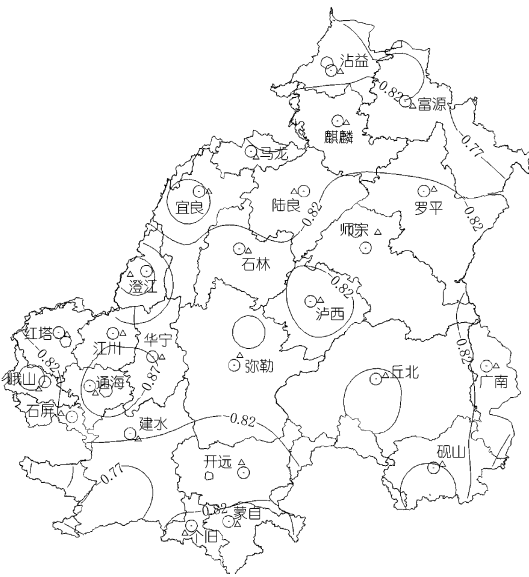 沾益
0.82
富源
麒麟
0.77
马龙
宜良
陆良
0.82
罗平
0.82
师宗
石林
澄江
0.82
泸西
红塔
江川
华宁
0.82
0.82
峨山
通海
0.87
弥勒
丘北
广南
石屏
建水
0.82
砚山
开远
0.77
0.82
蒙自
个旧